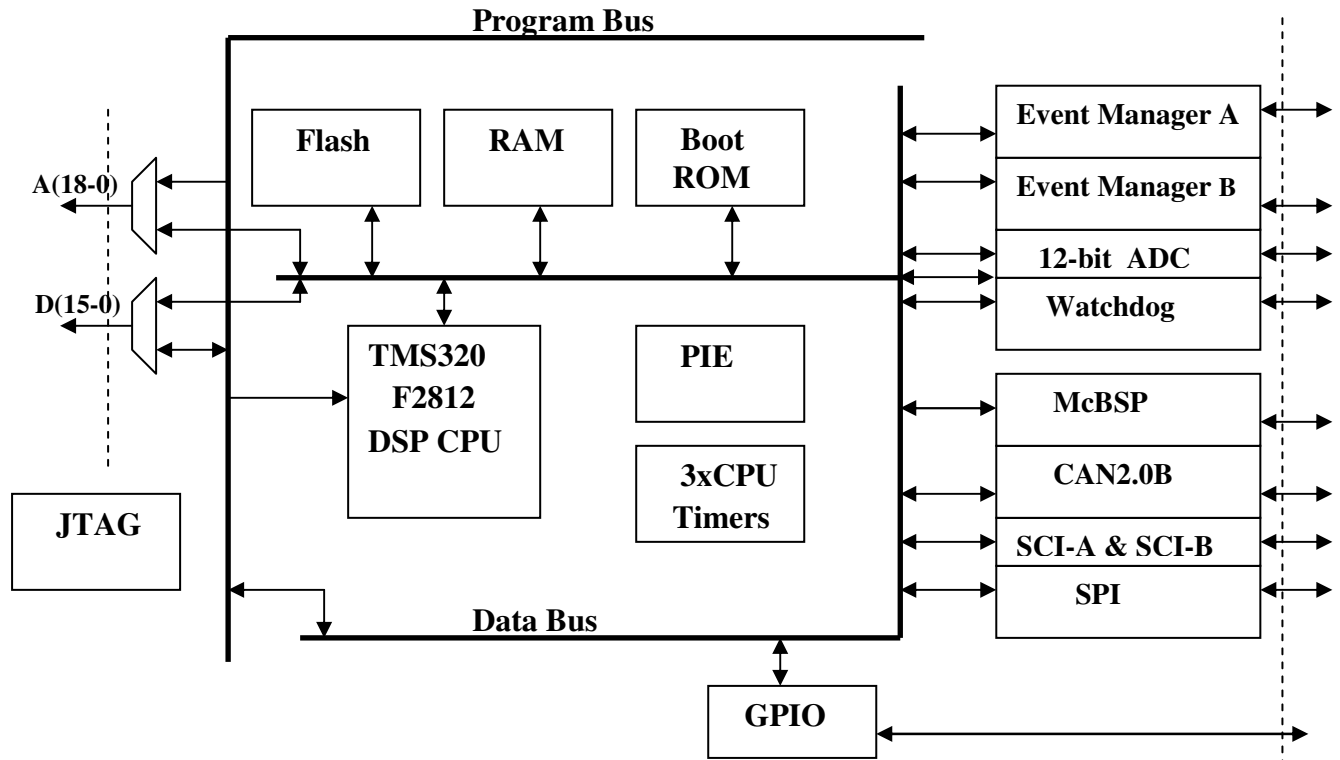 Program Bus
Flash
RAM
Boot
ROM
A(18-0)
D(15-0)
TMS320
F2812
DSP CPU
PIE
3xCPU
Timers
JTAG
Data Bus
GPIO
Event Manager A
Event Manager B
12-bit ADC
Watchdog
McBSP
CAN2.0B
SCI-A & SCI-B
SPI